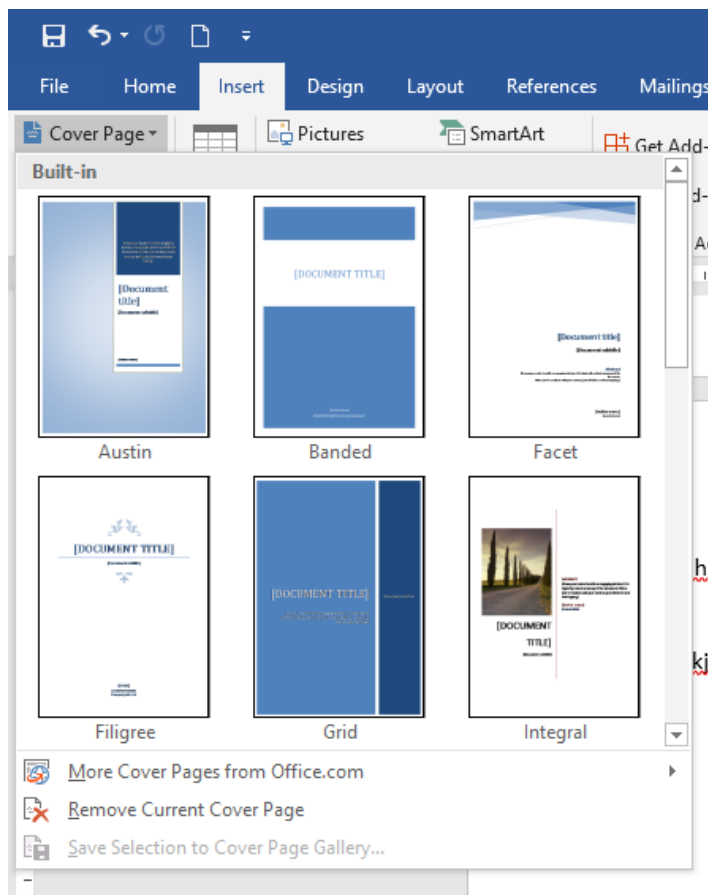 File Home Insert Design Layout References Mailings
Cover Page Pictures SmartArt Get Add-
d-
Built-in
A
[Document
title]
[DOCUMENT TITLE]
[Document title]
Austin Banded Facet
[DOCUMENT TITLE]
[DOCUMENT TITLE]
[DOCUMENT
TITLE]
h
kj
Filigree Grid Integral
More Cover Pages from Office.com
Remove Current Cover Page
Save Selection to Cover Page Gallery...